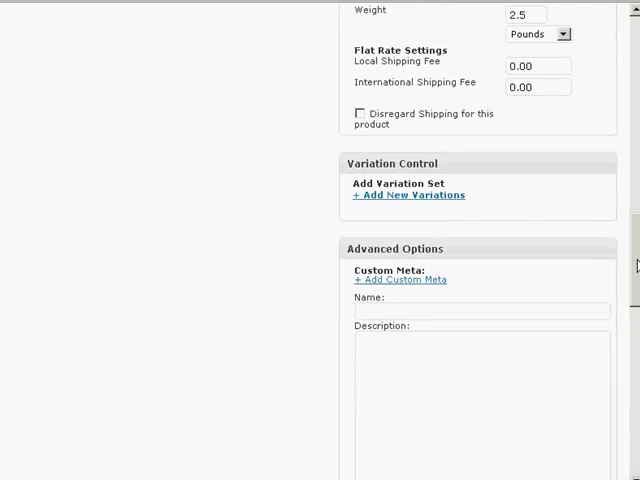 Weight
2.5
Pounds
Flat Rate Settings
Local Shipping Fee
0.00
International Shipping Fee
0.00
Disregard Shipping for this
product
Variation Control
Add Variation Set
+ Add New Variations
Advanced Options
Custom Meta:
+ Add Custom Meta
Name:
Description: